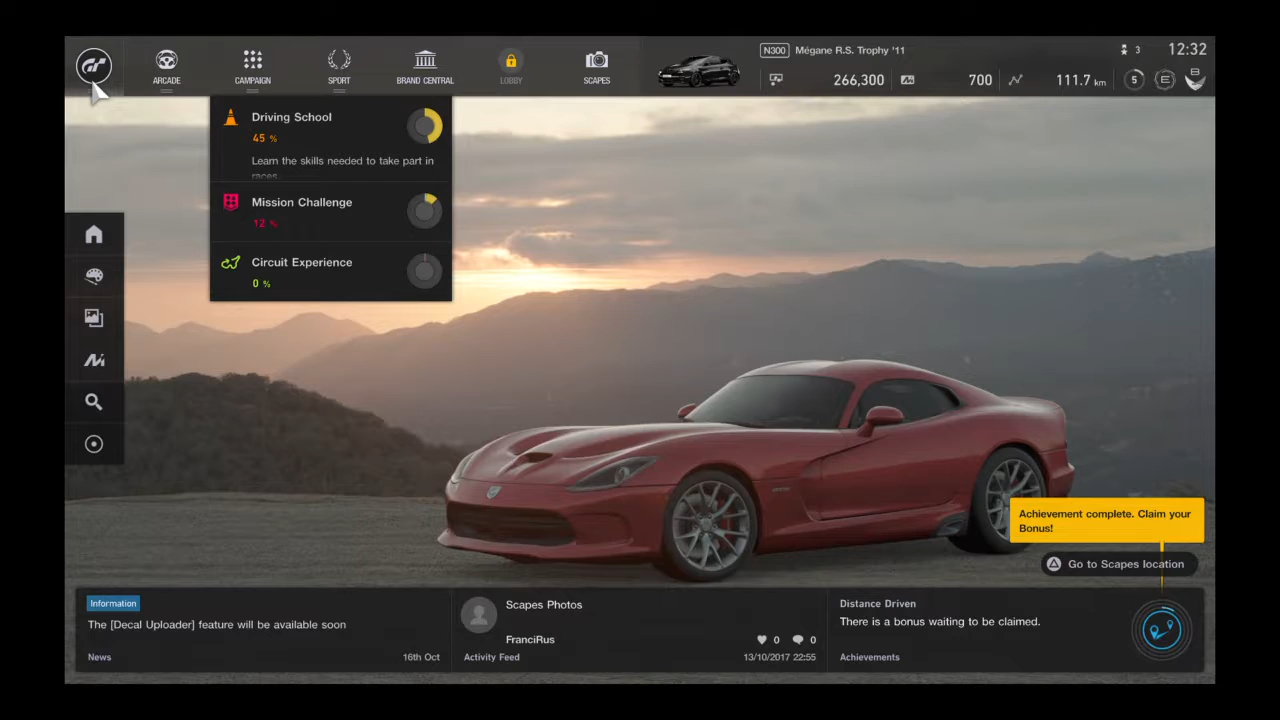 ARCADE
CAMPAIGN
SPORT
BRAND CENTRAL
LOBBY
SCAPES
N300 Mégane R.S. Trophy '11
3 12:32
266,300 700 111.7 km 5 E B
Driving School
45 %
Learn the skills needed to take part in
races.
Mission Challenge
12 %
Circuit Experience
0 %
Achievement complete. Claim your
Bonus!
Go to Scapes location
Information
The [Decal Uploader] feature will be available soon
News 16th Oct
Scapes Photos
FranciRus 0 0
Activity Feed 13/10/2017 22:55
Distance Driven
There is a bonus waiting to be claimed.
Achievements